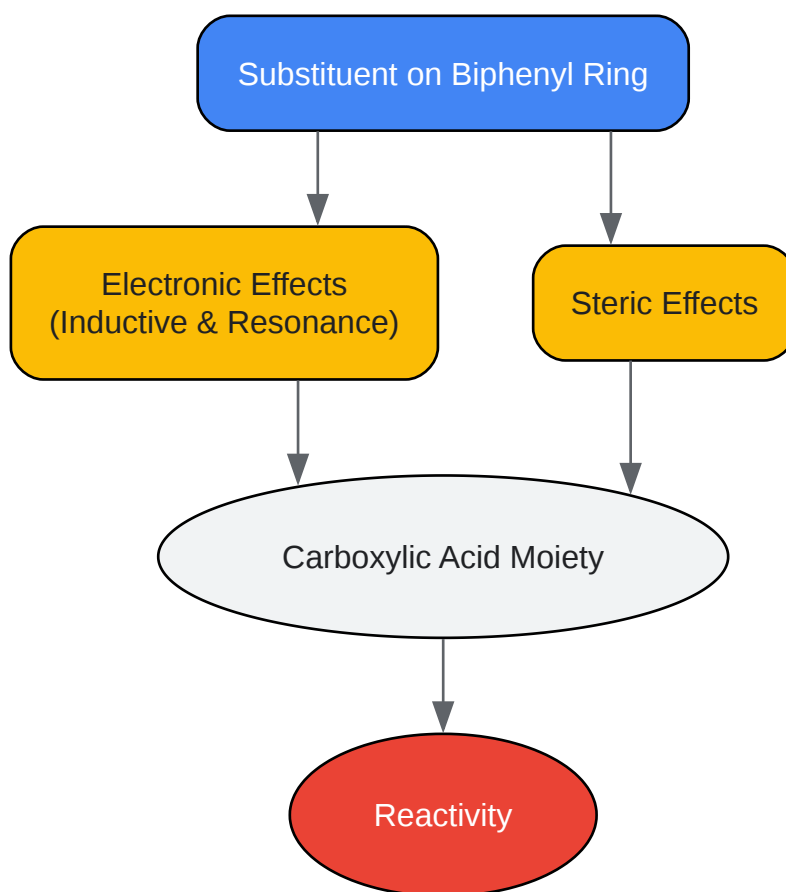 Substituent on Biphenyl Ring
Electronic Effects
(Inductive & Resonance)
Steric Effects
Carboxylic Acid Moiety
Reactivity